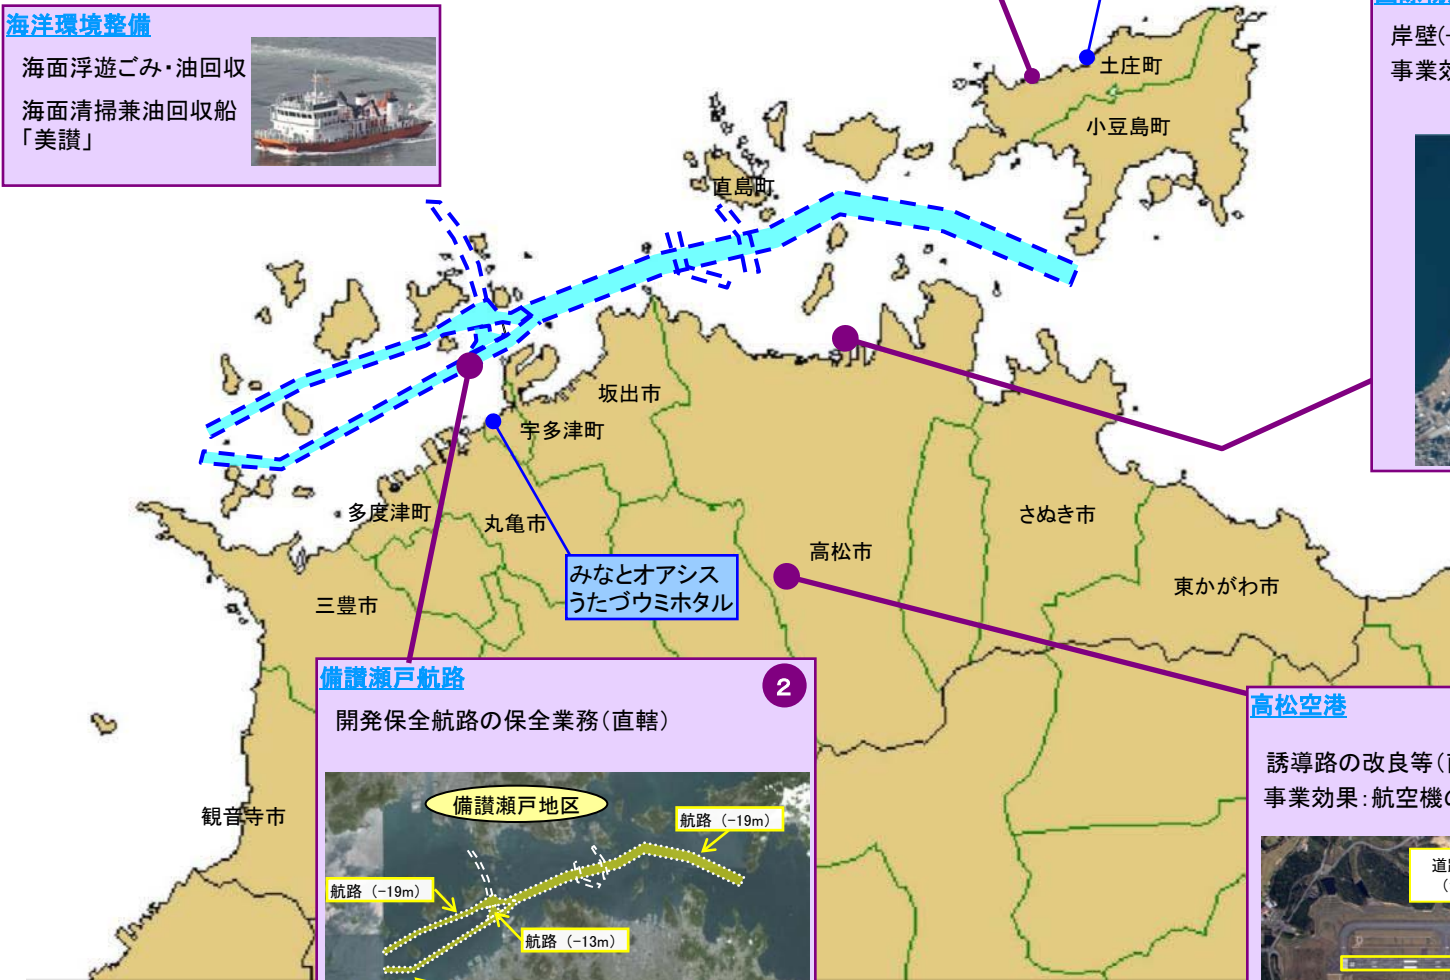 海洋環境整備
海面浮遊ごみ・油回収
海面清掃兼油回収船
「美讃」
岸壁(
事業効
土庄町
小豆島町
直島町
坂出市
宇多津町
多度津町
丸亀市
さぬき市
高松市
東かがわ市
三豊市
観音寺市
みなとオアシス
うたづウミホタル
備讃瀬戸航路
2
開発保全航路の保全業務(直轄)
備讃瀬戸地区
航路（-19m）
航路（-19m）
航路（-13m）
高松空港
誘導路の改良等(
事業効果：航空機の